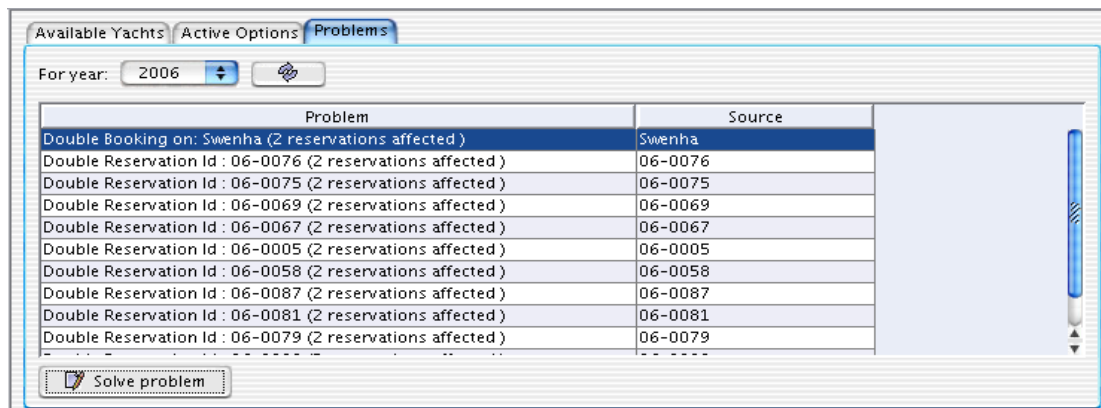 Available Yachts Active Options Problems
For year: 2006
Problem Source
Double Booking on: Swenha (2 reservations affected ) Swenha
Double Reservation Id : 06-0076 (2 reservations affected ) 06-0076
Double Reservation Id : 06-0075 (2 reservations affected ) 06-0075
Double Reservation Id : 06-0069 (2 reservations affected ) 06-0069
Double Reservation Id : 06-0067 (2 reservations affected ) 06-0067
Double Reservation Id : 06-0005 (2 reservations affected ) 06-0005
Double Reservation Id : 06-0058 (2 reservations affected ) 06-0058
Double Reservation Id : 06-0087 (2 reservations affected ) 06-0087
Double Reservation Id : 06-0081 (2 reservations affected ) 06-0081
Double Reservation Id : 06-0079 (2 reservations affected ) 06-0079
Solve problem